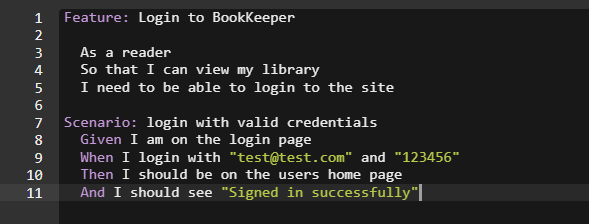 1 Feature: Login to BookKeeper
2
3 As a reader
4 So that I can view my library
5 I need to be able to login to the site
6
7 Scenario: login with valid credentials
8 Given I am on the login page
9 When I login with "test@test.com" and "123456"
10 Then I should be on the users home page
11 And I should see "Signed in successfully"